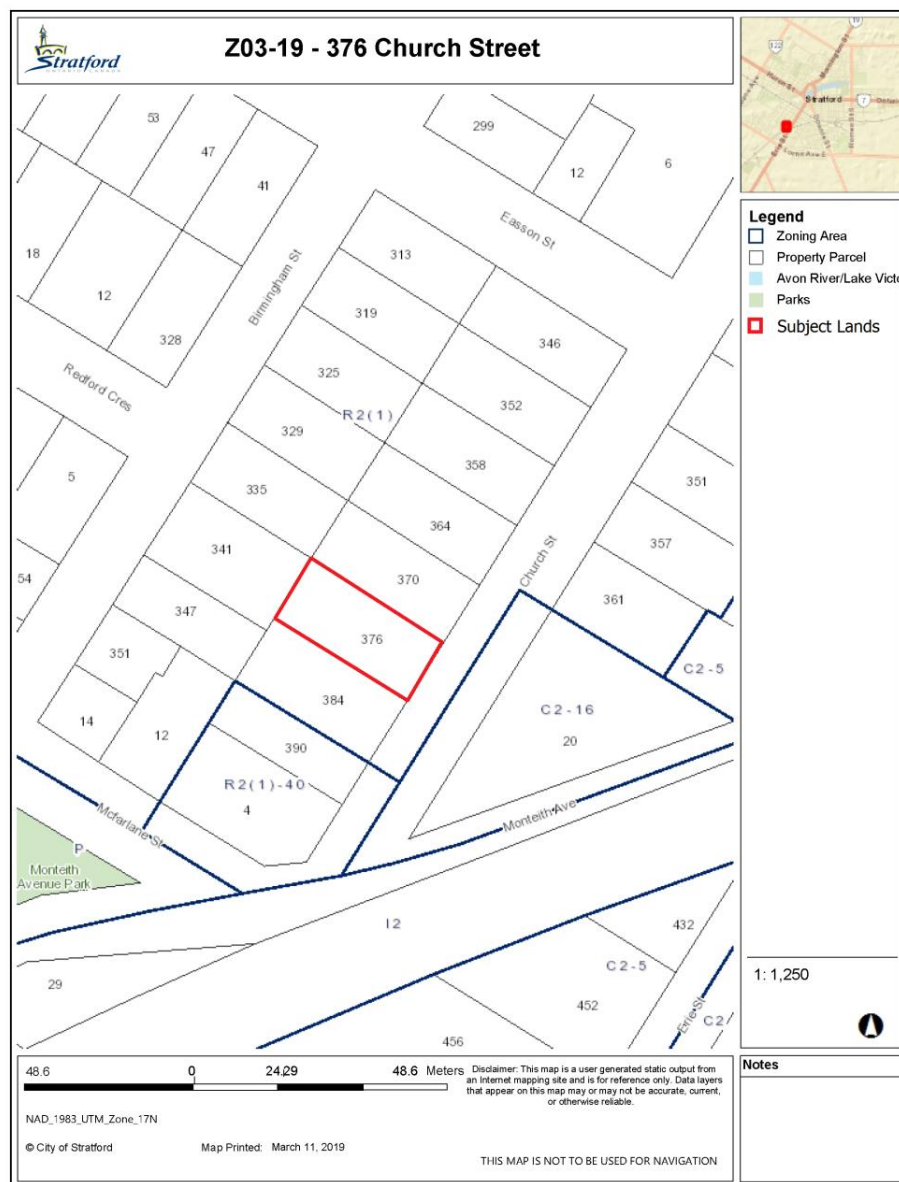 Stratford
ONTARIO CANADA
Z03-19 - 376 Church Street
Stratford
7
Legend
Zoning Area
Property Parcel
Avon River/Lake Victo
Parks
Subject Lands
53
47
41
299
12
6
Easson St
18
12
328
Birmingham St
313
319
346
325
352
Redford Cres
R2(1)
329
358
5
335
364
351
341
370
Church St
357
54
347
376
361
351
384
C2-5
C2-16
14
12
390
20
R2(1)-40
4
Mcfarlane St
Monteith Ave
P
Monteith
Avenue Park
I2
432
29
C2-5
452
Erie St
C2
456
1: 1,250
48.6 0 24.29 48.6 Meters
NAD_1983_UTM_Zone_17N
© City of Stratford Map Printed: March 11, 2019
Disclaimer: This map is a user generated static output from
an Internet mapping site and is for reference only. Data layers
that appear on this map may or may not be accurate, current,
or otherwise reliable.
THIS MAP IS NOT TO BE USED FOR NAVIGATION
Notes